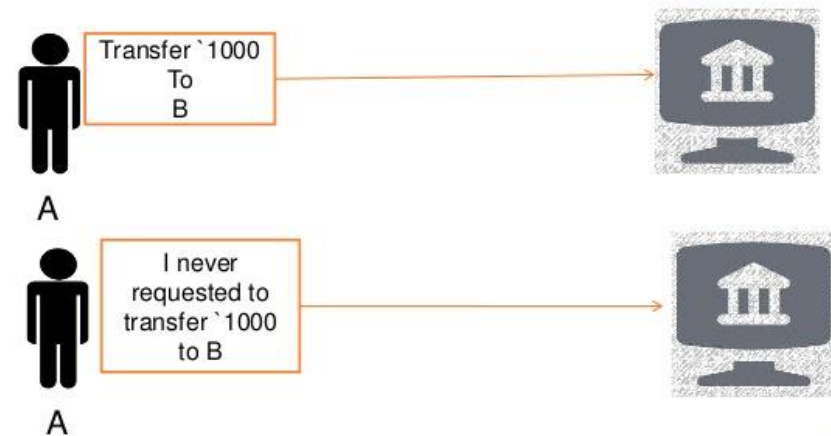 Transfer `1000
To
B
A
I never
requested to
transfer `1000
to B
A